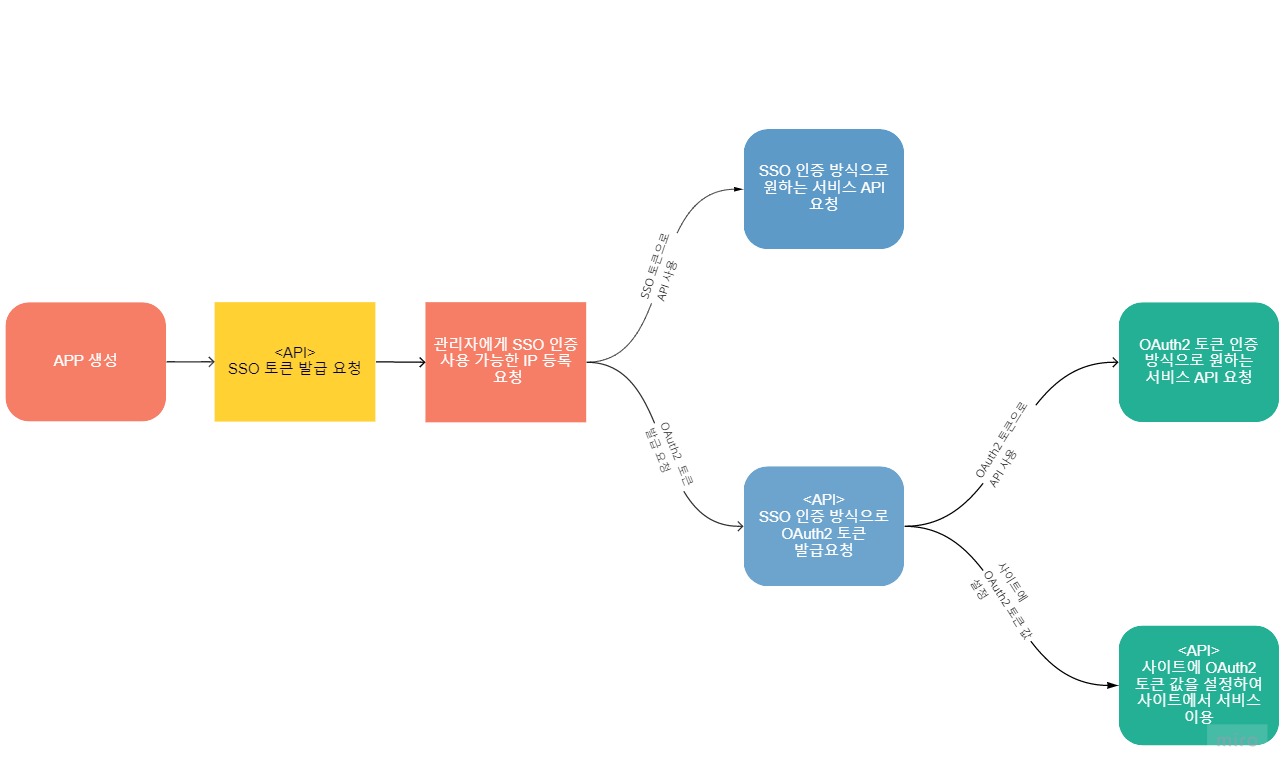 APP 생성
<API>
SSO 토큰 발급 요청
관리자에게 SSO 인증
사용 가능한 IP 등록
요청
SSO 토큰으로
API 사용
SSO 인증 방식으로
원하는 서비스 API
요청
OAuth2 토큰
발급 요청
<API>
SSO 인증 방식으로
OAuth2 토큰
발급요청
OAuth2 토큰으로
API 사용
OAuth2 토큰 인증
방식으로 원하는
서비스 API 요청
사이트에
OAuth2 토큰 값
설정
<API>
사이트에 OAuth2
토큰 값을 설정하여
사이트에서 서비스
이용
miro